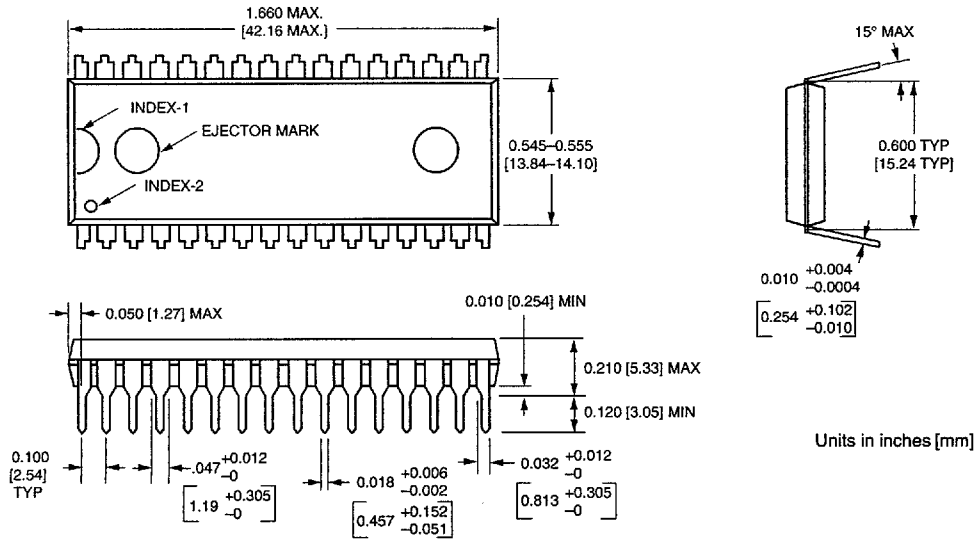 1.660 MAX.
[42.16 MAX.]
15° MAX
INDEX-1
EJECTOR MARK
INDEX-2
0.545–0.555
[13.84–14.10]
0.600 TYP
[15.24 TYP]
0.010 +0.004
–0.0004
[0.254 +0.102
–0.010]
0.050 [1.27] MAX
0.010 [0.254] MIN
0.210 [5.33] MAX
0.120 [3.05] MIN
Units in inches [mm]
0.100
[2.54]
TYP
.047 +0.012
–0
[1.19 +0.305
–0]
0.018 +0.006
–0.002
[0.457 +0.152
–0.051]
0.032 +0.012
–0
[0.813 +0.305
–0]